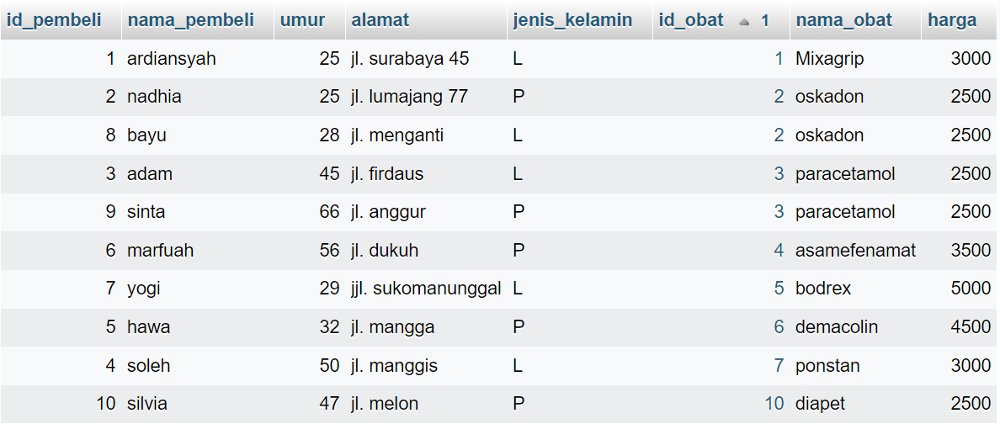 id_pembeli nama_pembeli umur alamat jenis_kelamin id_obat 1 nama_obat harga
1 ardiansyah 25 jl. surabaya 45 L 1 Mixagrip 3000
2 nadhia 25 jl. lumajang 77 P 2 oskadon 2500
8 bayu 28 jl. menganti L 2 oskadon 2500
3 adam 45 jl. firdaus L 3 paracetamol 2500
9 sinta 66 jl. anggur P 3 paracetamol 2500
6 marfuah 56 jl. dukuh P 4 asamefenamat 3500
7 yogi 29 jjl. sukomanunggal L 5 bodrex 5000
5 hawa 32 jl. mangga P 6 demacolin 4500
4 soleh 50 jl. manggis L 7 ponstan 3000
10 silvia 47 jl. melon P 10 diapet 2500